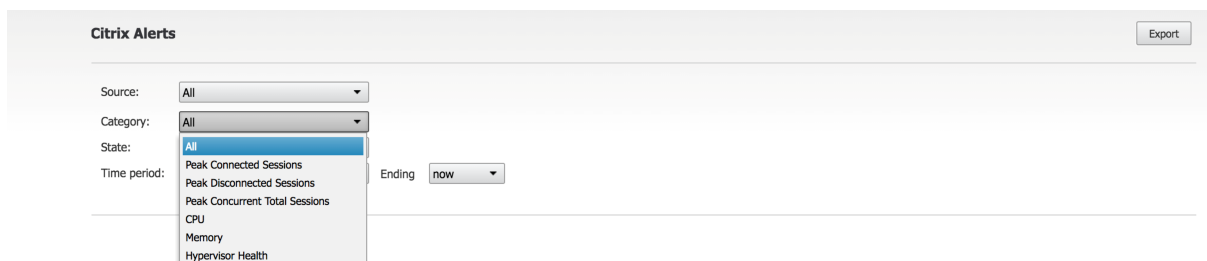 Citrix Alerts
Export
Source: All
Category: All
State:
All
Peak Connected Sessions
Time period: Ending now
Peak Disconnected Sessions
Peak Concurrent Total Sessions
CPU
Memory
Hypervisor Health